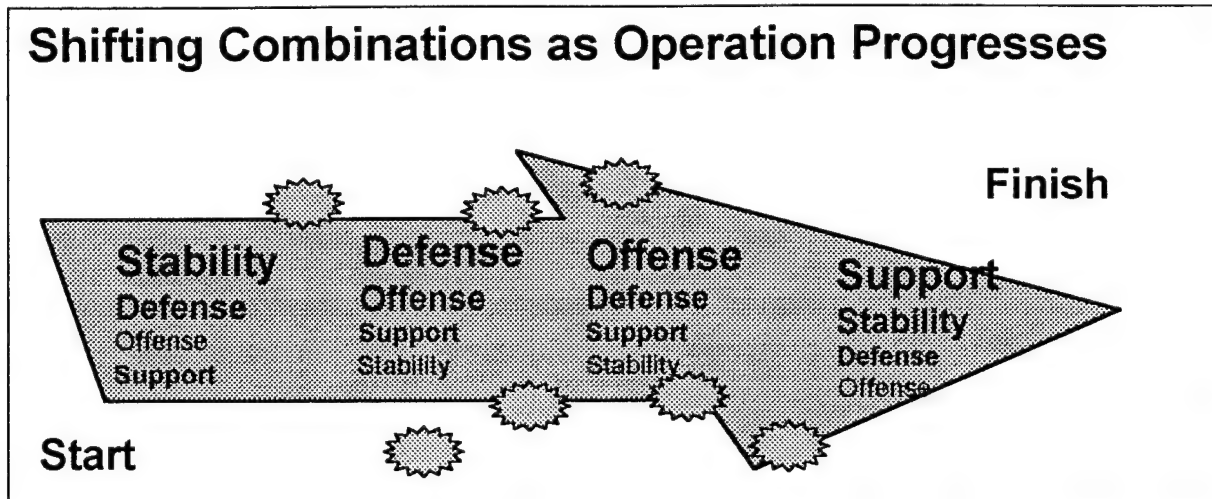 Shifting Combinations as Operation Progresses
Finish
Stability
Defense
Offense
Support
Defense
Offense
Support
Stability
Offense
Defense
Support
Stability
Support
Stability
Defense
Offense
Start